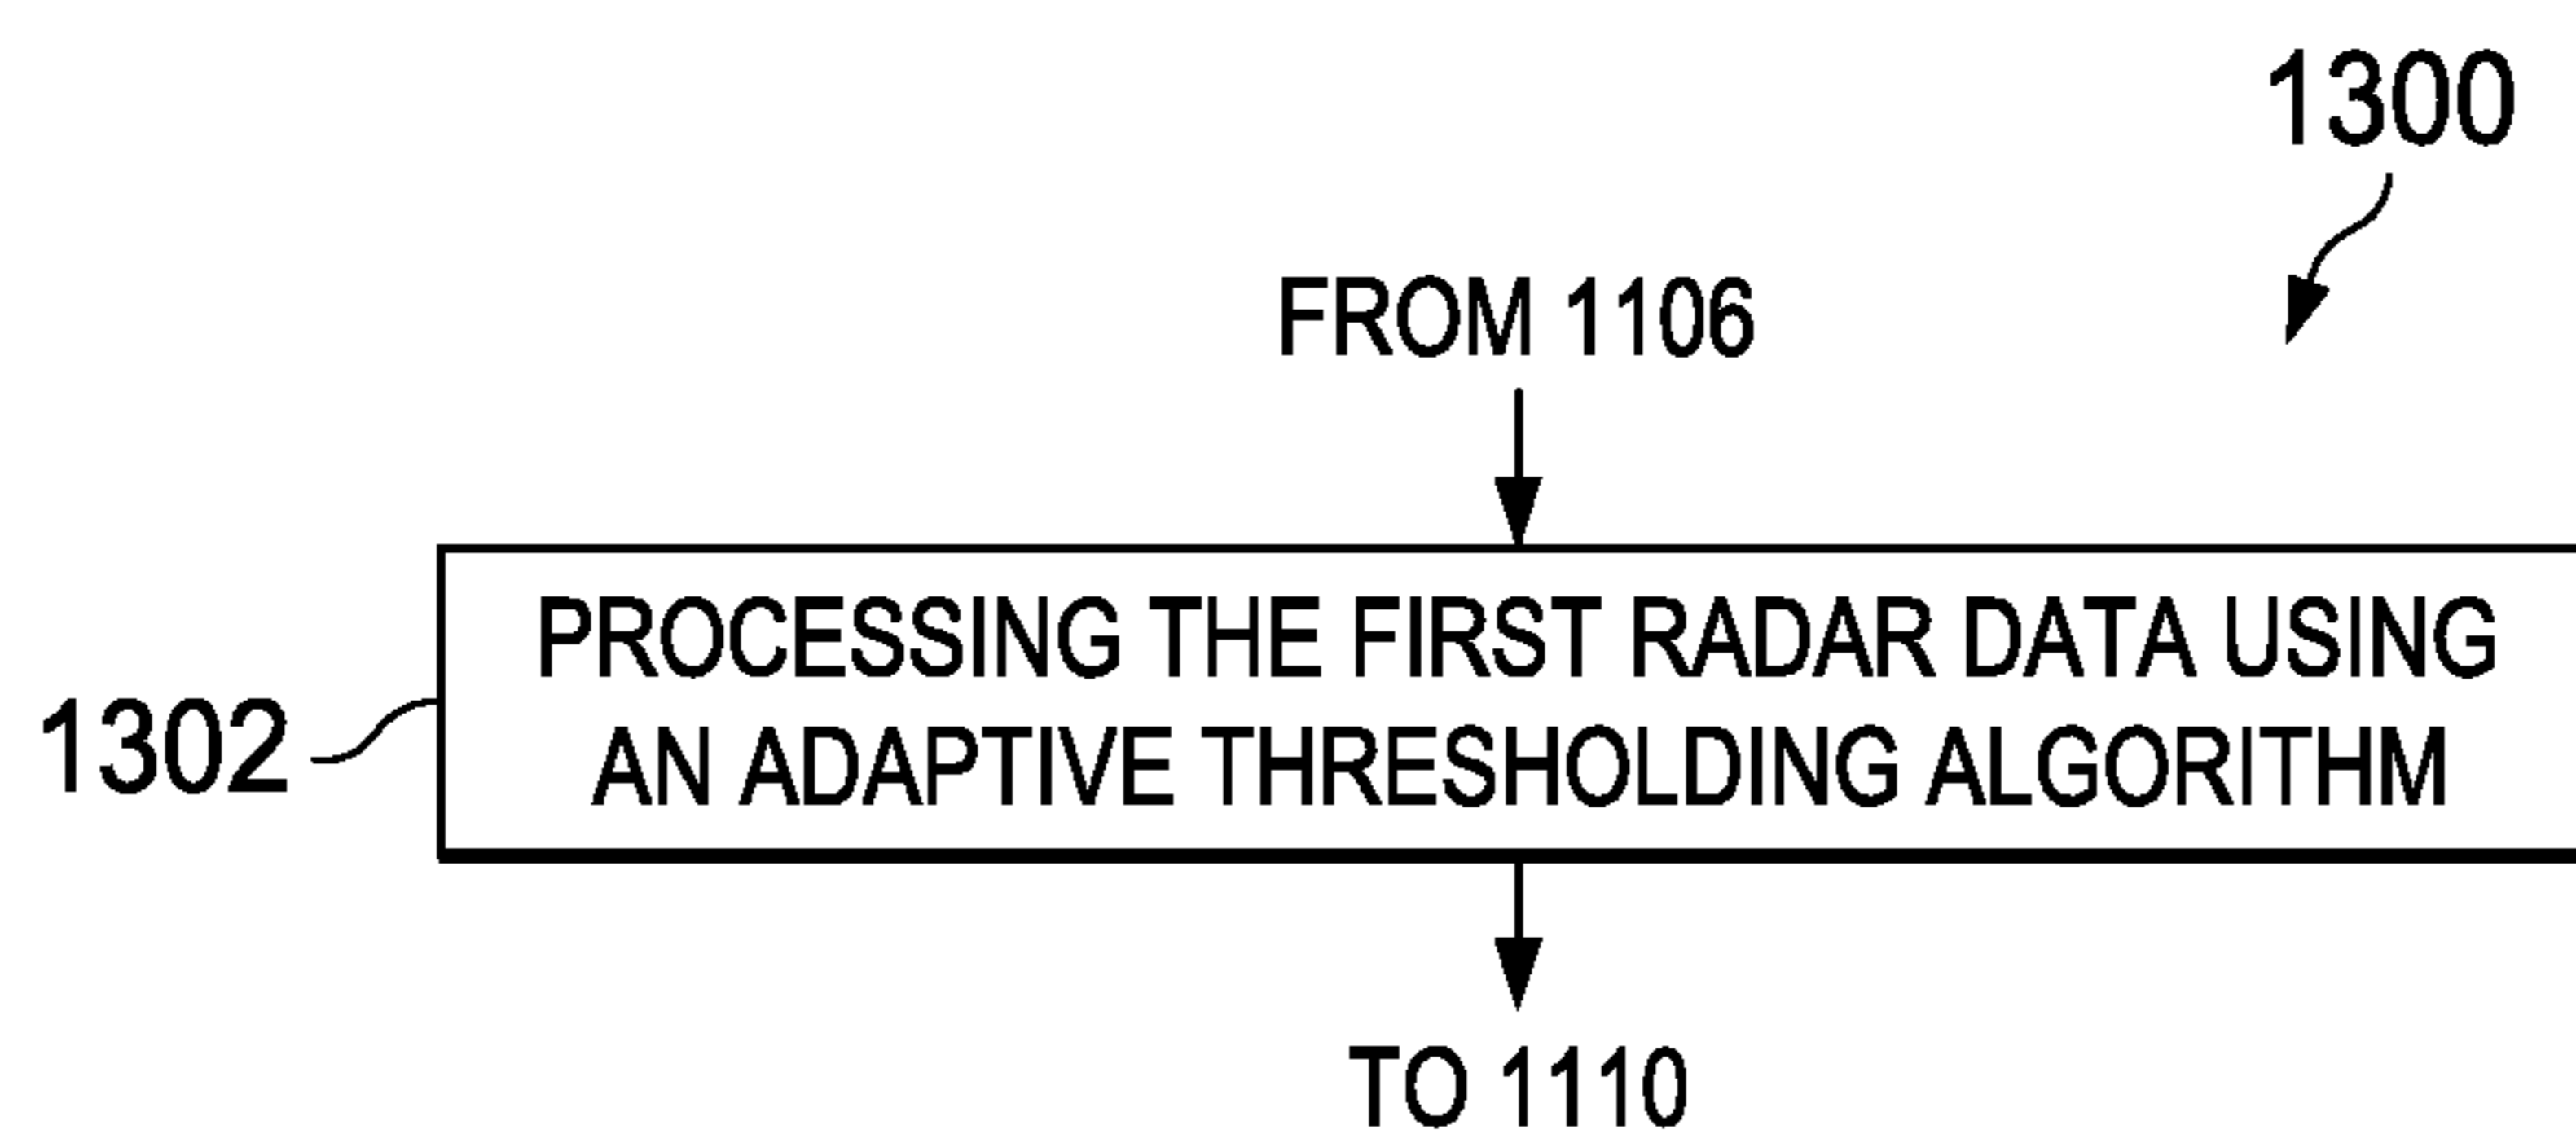 1300
FROM 1106
PROCESSING THE FIRST RADAR DATA USING
AN ADAPTIVE THRESHOLDING ALGORITHM
1302
TO 1110